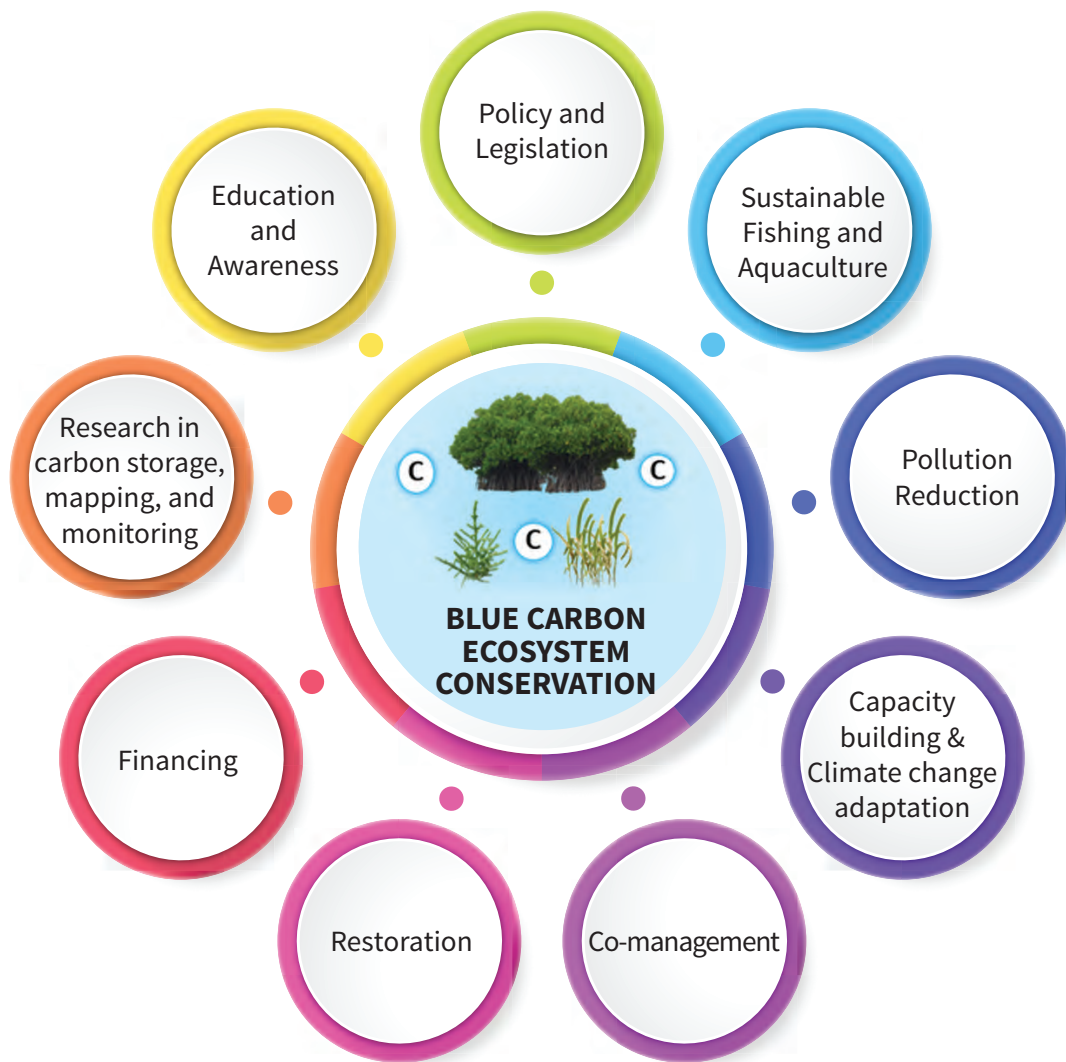 Policy and
Legislation
Sustainable
Fishing and
Aquaculture
Pollution
Reduction
Capacity
building &
Climate change
adaptation
Co-management
Restoration
Financing
Research in
carbon storage,
mapping, and
monitoring
Education
and
Awareness
C
C
C
BLUE CARBON
ECOSYSTEM
CONSERVATION